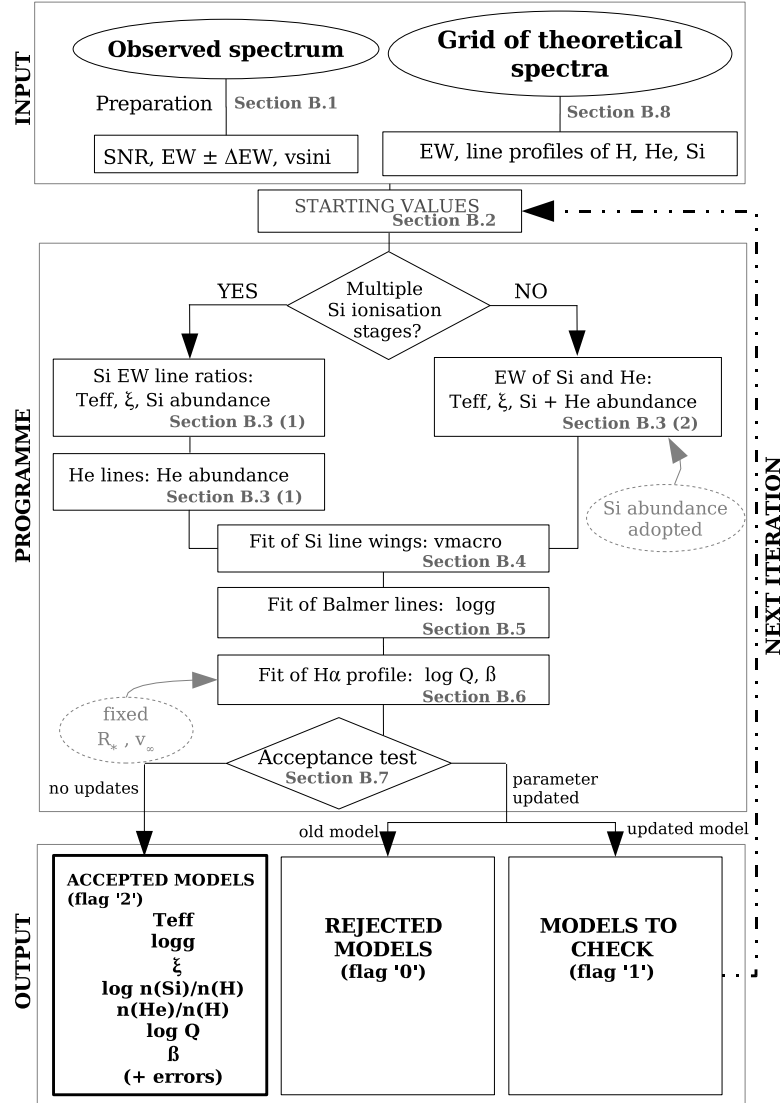 INPUT
Observed spectrum
Grid of theoretical
spectra
Preparation
Section B.1
Section B.8
SNR, EW ± ΔEW, vsini
EW, line profiles of H, He, Si
STARTING VALUES
Section B.2
PROGRAMME
Multiple
Si ionisation
stages?
YES
NO
Si EW line ratios:
Teff, ξ, Si abundance
Section B.3 (1)
EW of Si and He:
Teff, ξ, Si + He abundance
Section B.3 (2)
He lines: He abundance
Section B.3 (1)
Si abundance
adopted
NEXT ITERATION
Fit of Si line wings: vmacro
Section B.4
Fit of Balmer lines: logg
Section B.5
Fit of Hα profile: log Q, ß
Section B.6
fixed
R* , v∞
Acceptance test
Section B.7
no updates
parameter
updated
old model
updated model
OUTPUT
ACCEPTED MODELS
(flag '2')
Teff
logg
ξ
log n(Si)/n(H)
n(He)/n(H)
log Q
ß
(+ errors)
REJECTED
MODELS
(flag '0')
MODELS TO
CHECK
(flag '1')